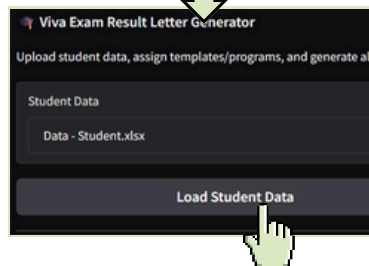 Viva Exam Result Letter Generator
Upload student data, assign templates/programs, and generate al
Student Data
Data - Student.xlsx
Load Student Data